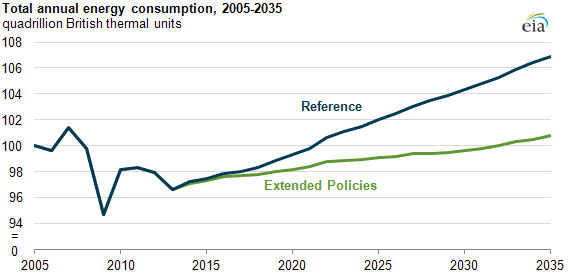 Total annual energy consumption, 2005-2035
quadrillion British thermal units
eia
108
106
104
102
100
98
96
94
=
0
Reference
Extended Policies
2005 2010 2015 2020 2025 2030 2035